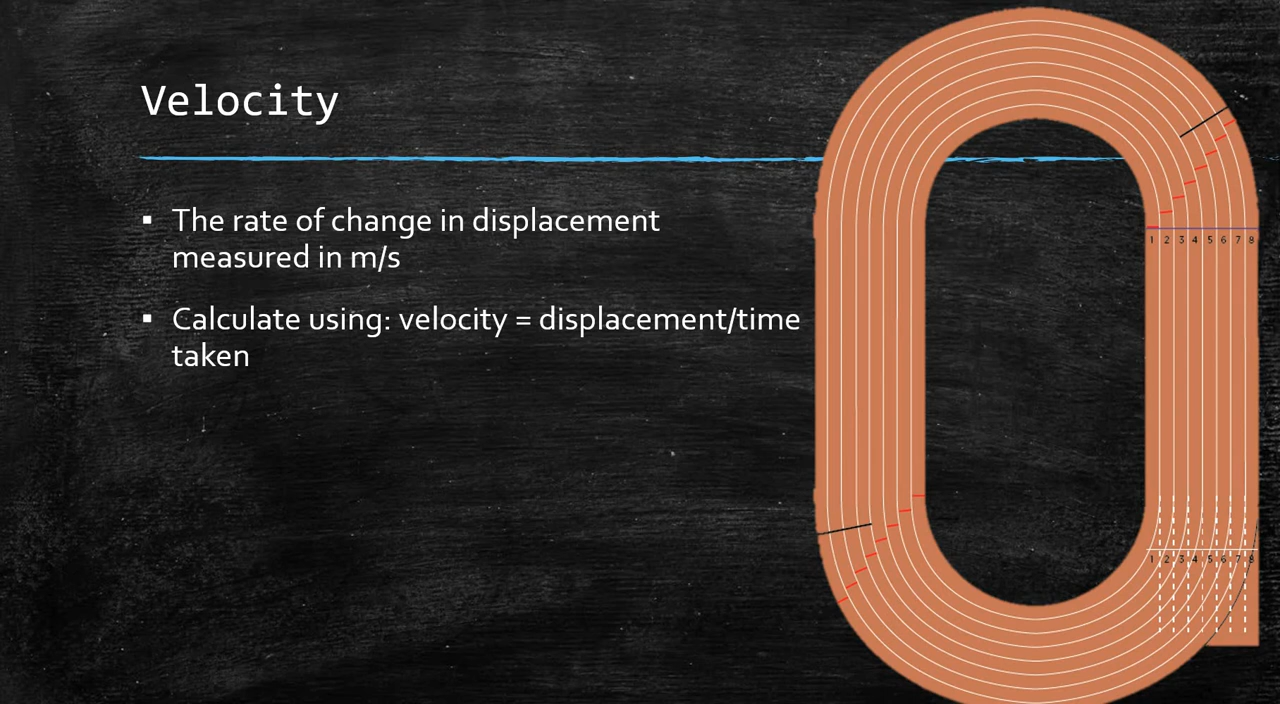 Velocity
▪ The rate of change in displacement
measured in m/s
▪ Calculate using: velocity = displacement/time
taken
1 2 3 4 5 6 7 8
1 2 3 4 5 6 7 8